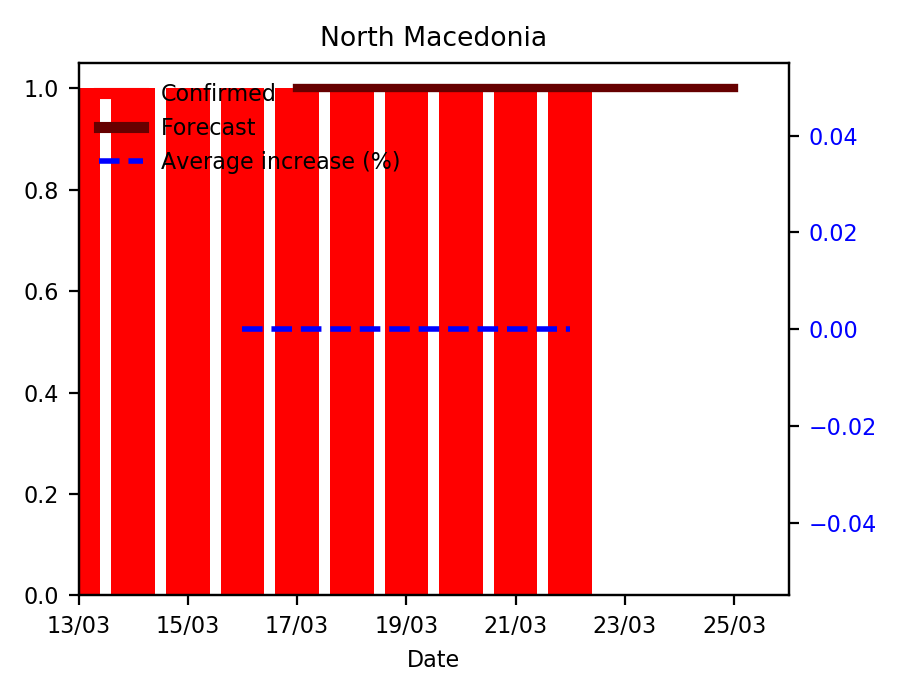 North Macedonia
1.0
0.8
0.6
0.4
0.2
0.0
Confirmed
Forecast
Average increase (%)
0.04
0.02
0.00
−0.02
−0.04
13/03 15/03 17/03 19/03 21/03 23/03 25/03
Date